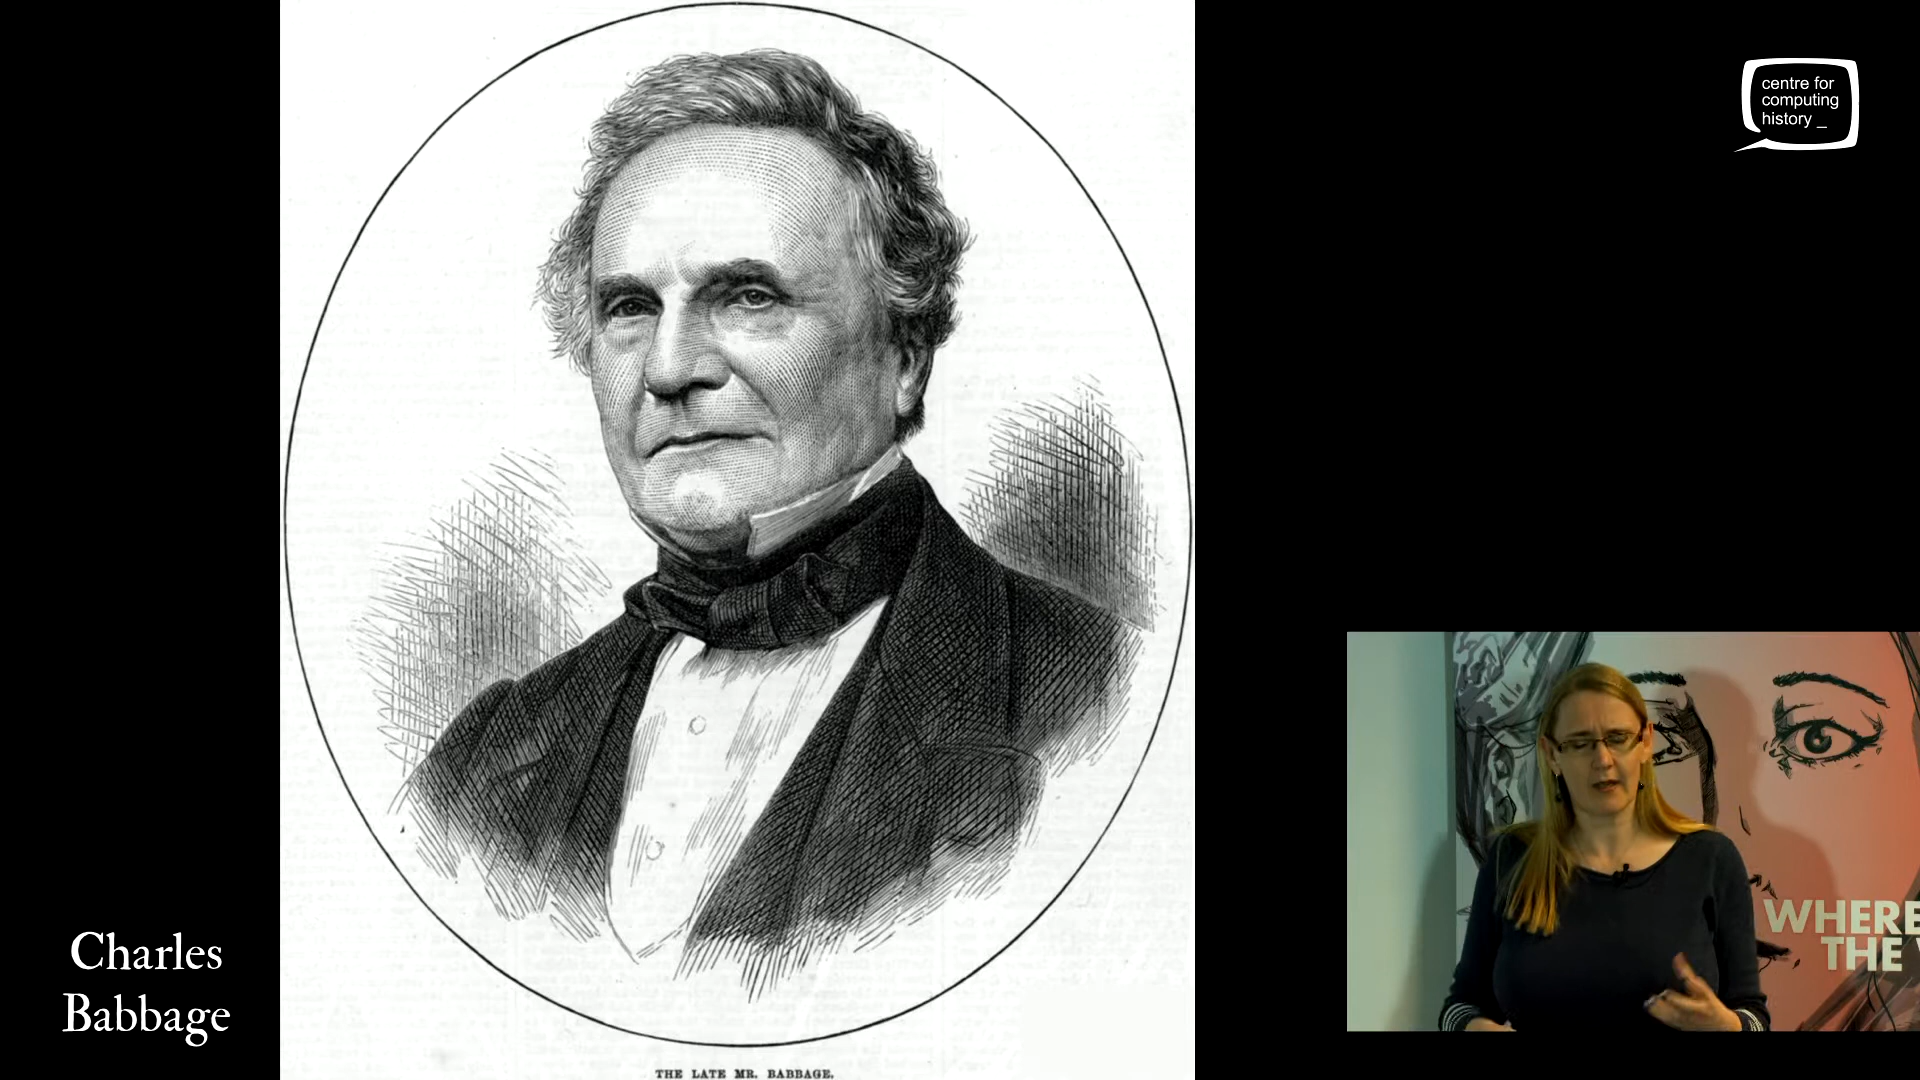 centre for
computing
history _
Charles
Babbage
THE LATE MR. BABBAGE.
WHERE
THE